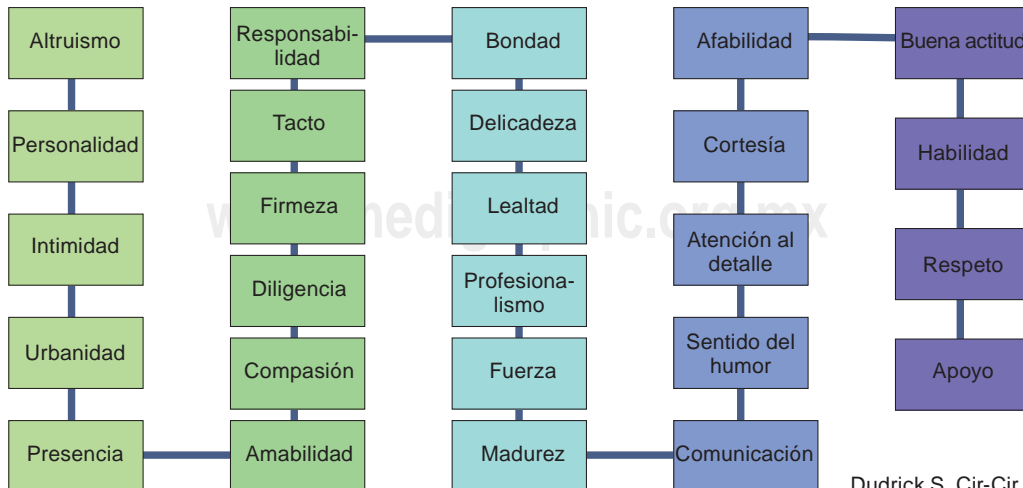 Altruismo
Personalidad
Intimidad
Urbanidad
Presencia
Responsabi-
lidad
Tacto
Firmeza
Diligencia
Compasión
Amabilidad
Bondad
Delicadeza
Lealtad
Profesiona-
lismo
Fuerza
Madurez
Afabilidad
Cortesía
Atención al
detalle
Sentido del
humor
Comunicación
Buena actitud
Habilidad
Respeto
Apoyo
Dudrick S. Cir-Cir